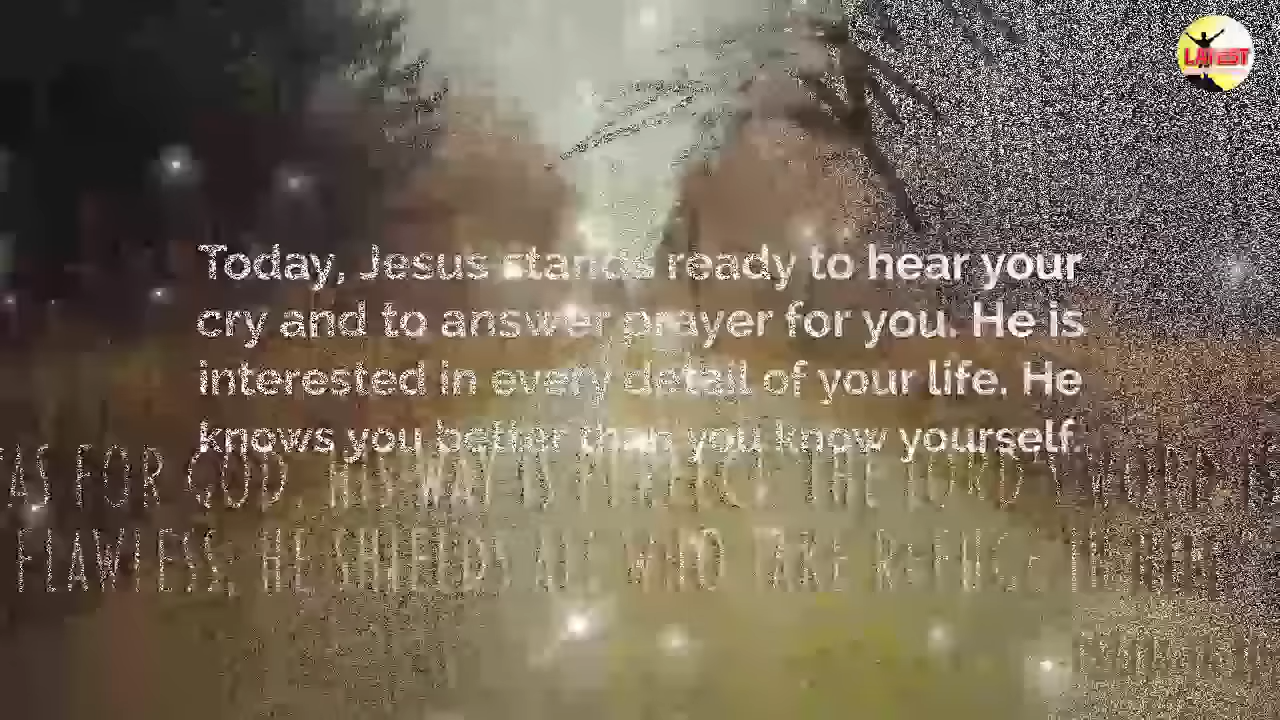 LATEST
Today, Jesus stands ready to hear your
cry and to answer prayer for you. He is
interested in every detail of your life. He
knows you better than you know yourself.
AS FOR GOD, HIS WAY IS PERFECT: THE LORD'S WORD IS
FLAWLESS; HE SHIELDS ALL WHO TAKE REFUGE IN HIM.